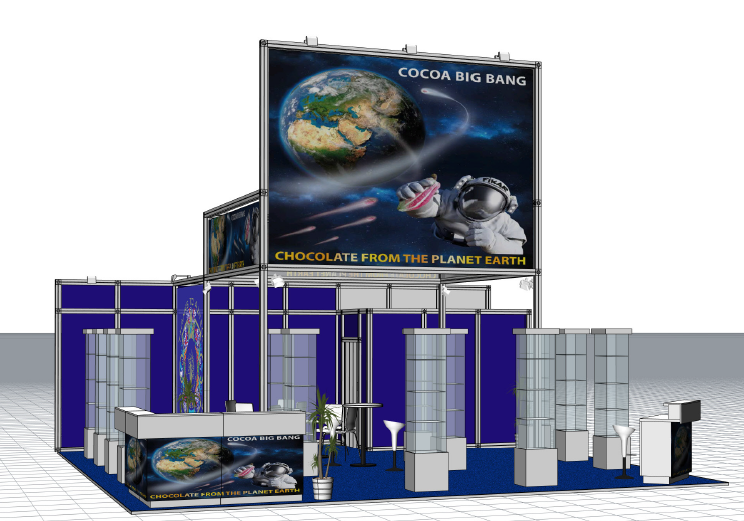 COCOA BIG BANG
CHOCOLATE FROM THE PLANET EARTH
COCOA BIG BANG
CHOCOLATE FROM THE PLANET EARTH